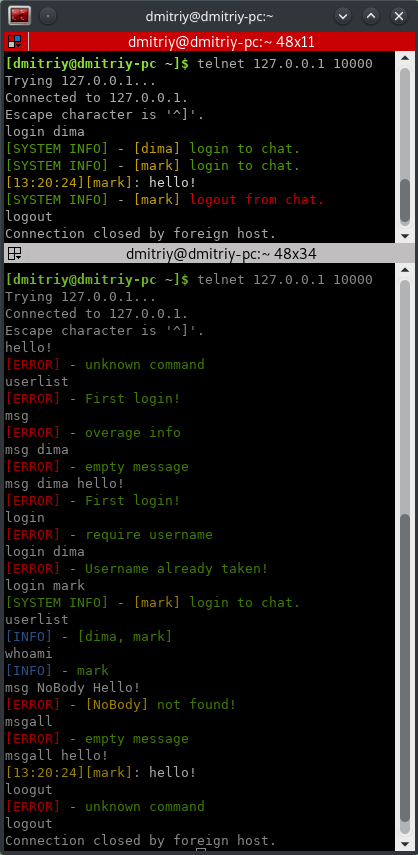 dmitriy@dmitriy-pc:~
dmitriy@dmitriy-pc:~ 48x11
[dmitriy@dmitriy-pc ~]$ telnet 127.0.0.1 10000
Trying 127.0.0.1...
Connected to 127.0.0.1.
Escape character is '^]'.
login dima
[SYSTEM INFO] - [dima] login to chat.
[SYSTEM INFO] - [mark] login to chat.
[13:20:24][mark]: hello!
[SYSTEM INFO] - [mark] logout from chat.
logout
Connection closed by foreign host.
dmitriy@dmitriy-pc:~ 48x34
[dmitriy@dmitriy-pc ~]$ telnet 127.0.0.1 10000
Trying 127.0.0.1...
Connected to 127.0.0.1.
Escape character is '^]'.
hello!
[ERROR] - unknown command
userlist
[ERROR] - First login!
msg
[ERROR] - overage info
msg dima
[ERROR] - empty message
msg dima hello!
[ERROR] - First login!
login
[ERROR] - require username
login dima
[ERROR] - Username already taken!
login mark
[SYSTEM INFO] - [mark] login to chat.
userlist
[INFO] - [dima, mark]
whoami
[INFO] - mark
msg NoBody Hello!
[ERROR] - [NoBody] not found!
msgall
[ERROR] - empty message
msgall hello!
[13:20:24][mark]: hello!
loogut
[ERROR] - unknown command
logout
Connection closed by foreign host.